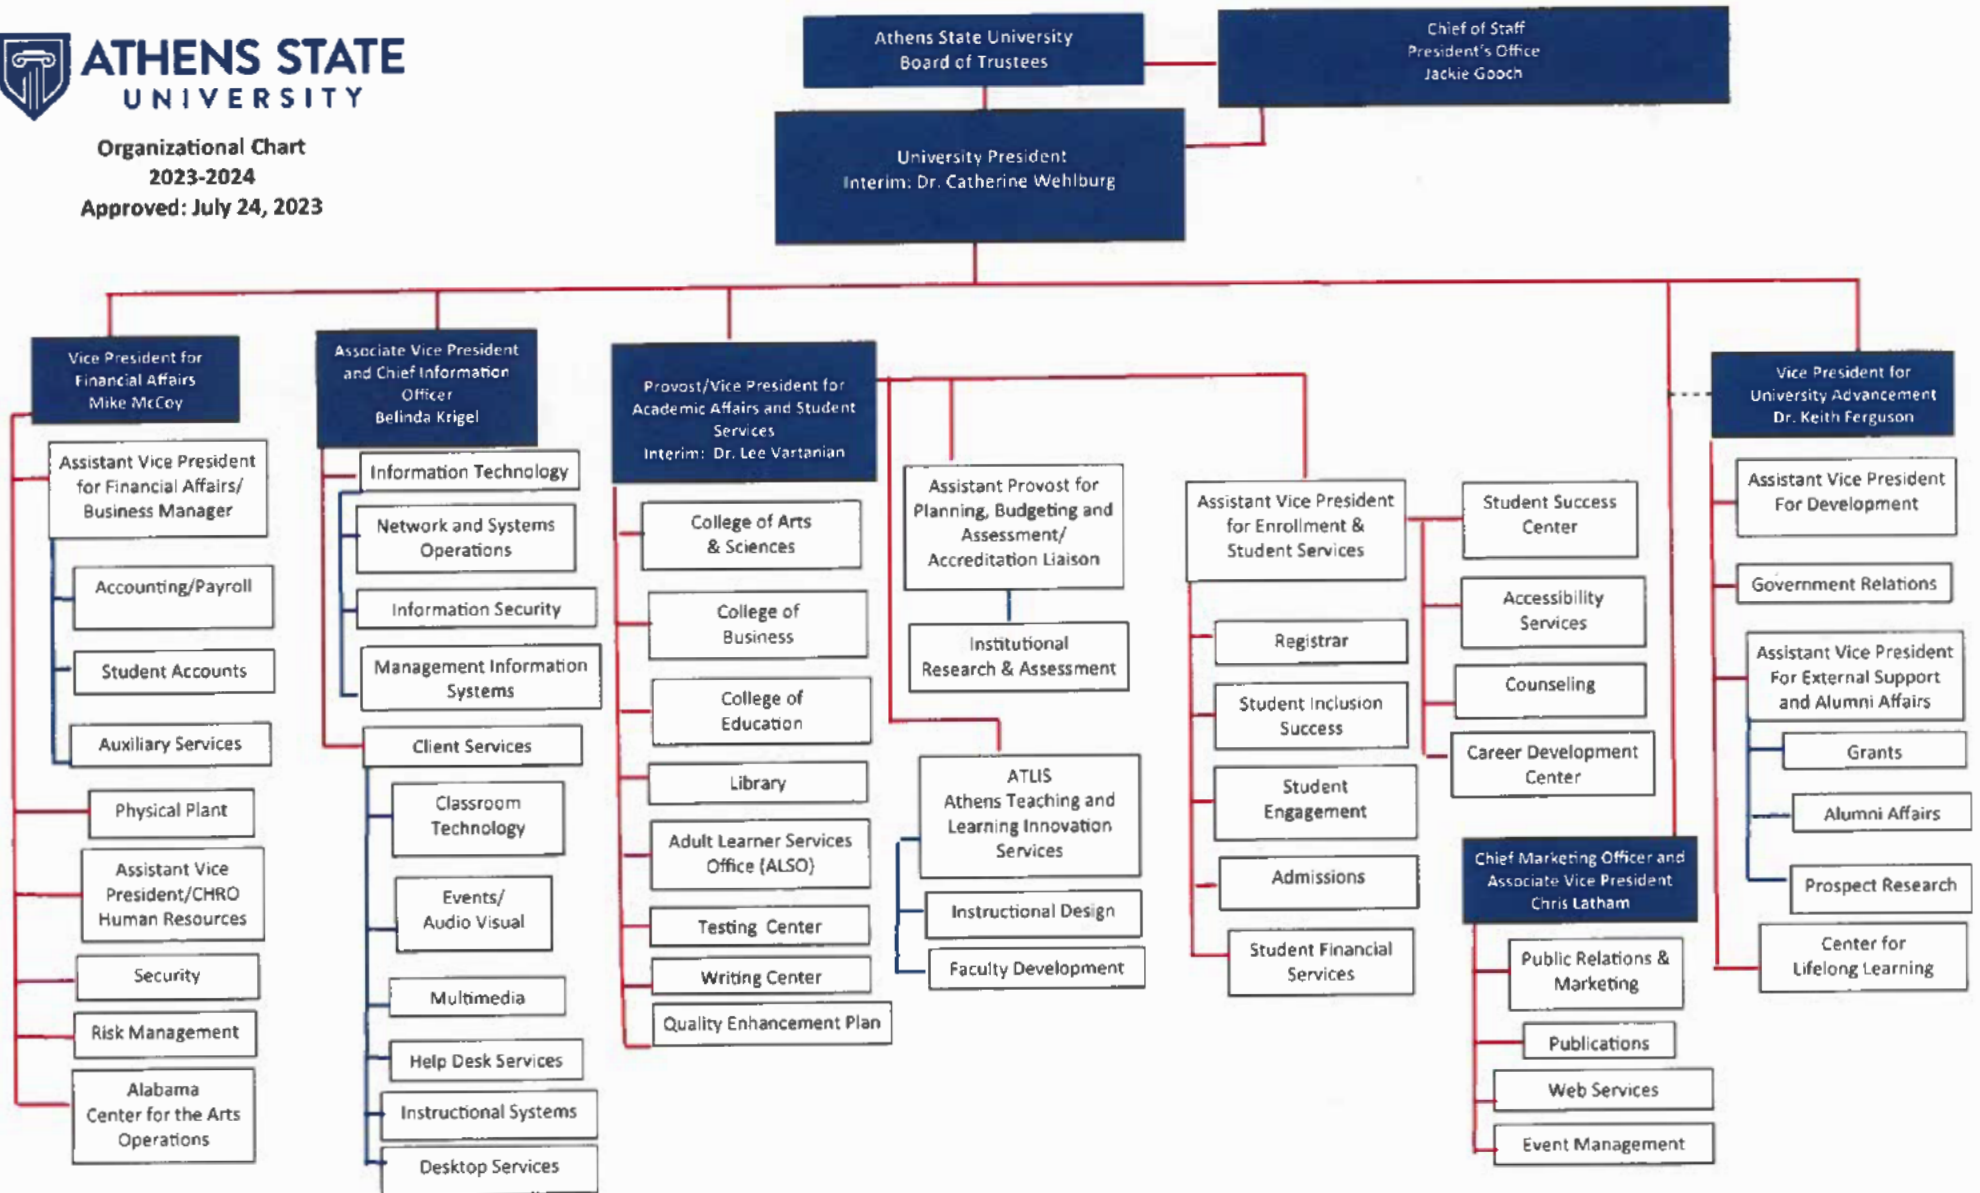 ATHENS STATE
UNIVERSITY
Organizational Chart
2023-2024
Approved: July 24, 2023
Athens State University
Board of Trustees
Chief of Staff
President's Office
Jackie Gooch
University President
Interim: Dr. Catherine Wehlburg
Vice President for
Financial Affairs
Mike McCoy
Assistant Vice President
for Financial Affairs/
Business Manager
Accounting/Payroll
Student Accounts
Auxiliary Services
Physical Plant
Assistant Vice
President/CHRO
Human Resources
Security
Risk Management
Alabama
Center for the Arts
Operations
Associate Vice President
and Chief Information
Officer
Belinda Krigel
Information Technology
Network and Systems
Operations
Information Security
Management Information
Systems
Client Services
Classroom
Technology
Events/
Audio Visual
Multimedia
Help Desk Services
Instructional Systems
Desktop Services
Provost/Vice President for
Academic Affairs and Student
Services
Interim: Dr. Lee Vartanian
College of Arts
& Sciences
College of
Business
College of
Education
Library
Adult Learner Services
Office (ALSO)
Testing Center
Writing Center
Quality Enhancement Plan
Assistant Provost for
Planning, Budgeting and
Assessment/
Accreditation Liaison
Institutional
Research & Assessment
ATLIS
Athens Teaching and
Learning Innovation
Services
Instructional Design
Faculty Development
Assistant Vice President
for Enrollment &
Student Services
Registrar
Student Inclusion
Success
Student
Engagement
Admissions
Student Financial
Services
Student Success
Center
Accessibility
Services
Counseling
Career Development
Center
Chief Marketing Officer and
Associate Vice President
Chris Latham
Public Relations &
Marketing
Publications
Web Services
Event Management
Vice President for
University Advancement
Dr. Keith Ferguson
Assistant Vice President
For Development
Government Relations
Assistant Vice President
For External Support
and Alumni Affairs
Grants
Alumni Affairs
Prospect Research
Center for
Lifelong Learning